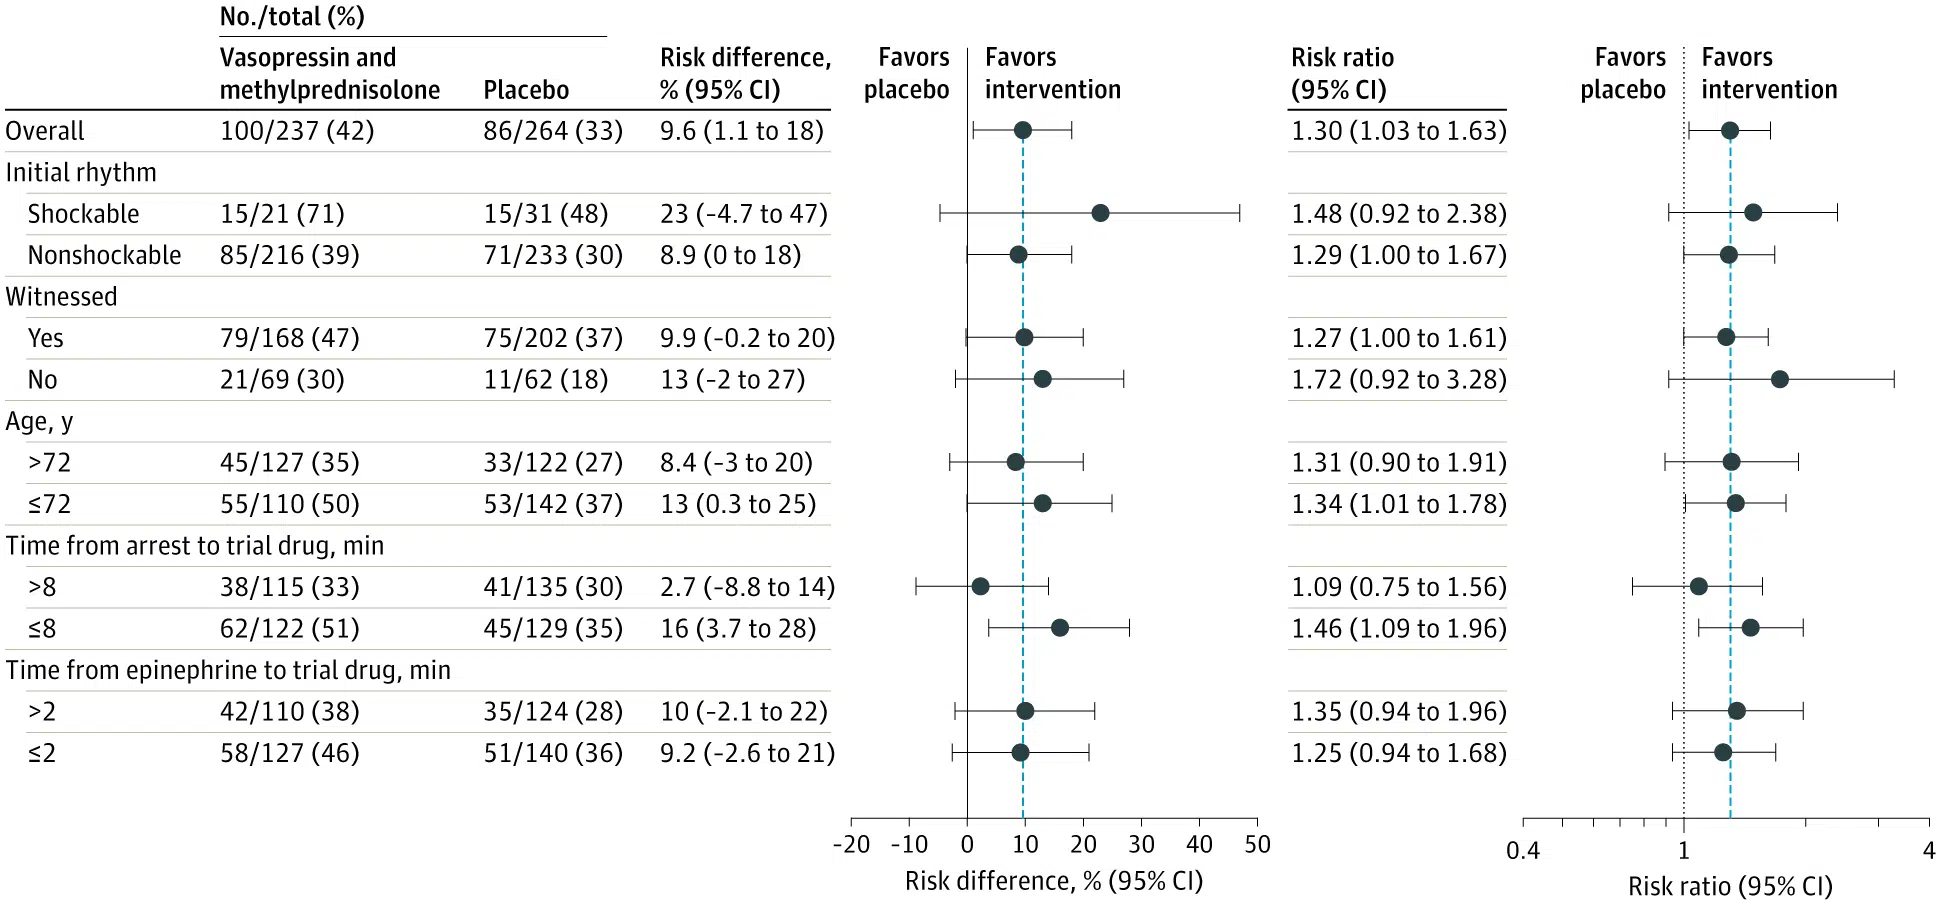 No./total (%)
Vasopressin and methylprednisolone Placebo Risk difference, % (95% CI) Favors placebo Favors intervention Risk ratio (95% CI) Favors placebo Favors intervention
Overall 100/237 (42) 86/264 (33) 9.6 (1.1 to 18) 1.30 (1.03 to 1.63)
Initial rhythm
Shockable 15/21 (71) 15/31 (48) 23 (-4.7 to 47) 1.48 (0.92 to 2.38)
Nonshockable 85/216 (39) 71/233 (30) 8.9 (0 to 18) 1.29 (1.00 to 1.67)
Witnessed
Yes 79/168 (47) 75/202 (37) 9.9 (-0.2 to 20) 1.27 (1.00 to 1.61)
No 21/69 (30) 11/62 (18) 13 (-2 to 27) 1.72 (0.92 to 3.28)
Age, y
>72 45/127 (35) 33/122 (27) 8.4 (-3 to 20) 1.31 (0.90 to 1.91)
≤72 55/110 (50) 53/142 (37) 13 (0.3 to 25) 1.34 (1.01 to 1.78)
Time from arrest to trial drug, min
>8 38/115 (33) 41/135 (30) 2.7 (-8.8 to 14) 1.09 (0.75 to 1.56)
≤8 62/122 (51) 45/129 (35) 16 (3.7 to 28) 1.46 (1.09 to 1.96)
Time from epinephrine to trial drug, min
>2 42/110 (38) 35/124 (28) 10 (-2.1 to 22) 1.35 (0.94 to 1.96)
≤2 58/127 (46) 51/140 (36) 9.2 (-2.6 to 21) 1.25 (0.94 to 1.68)
-20 -10 0 10 20 30 40 50 0.4 1 4
Risk difference, % (95% CI) Risk ratio (95% CI)